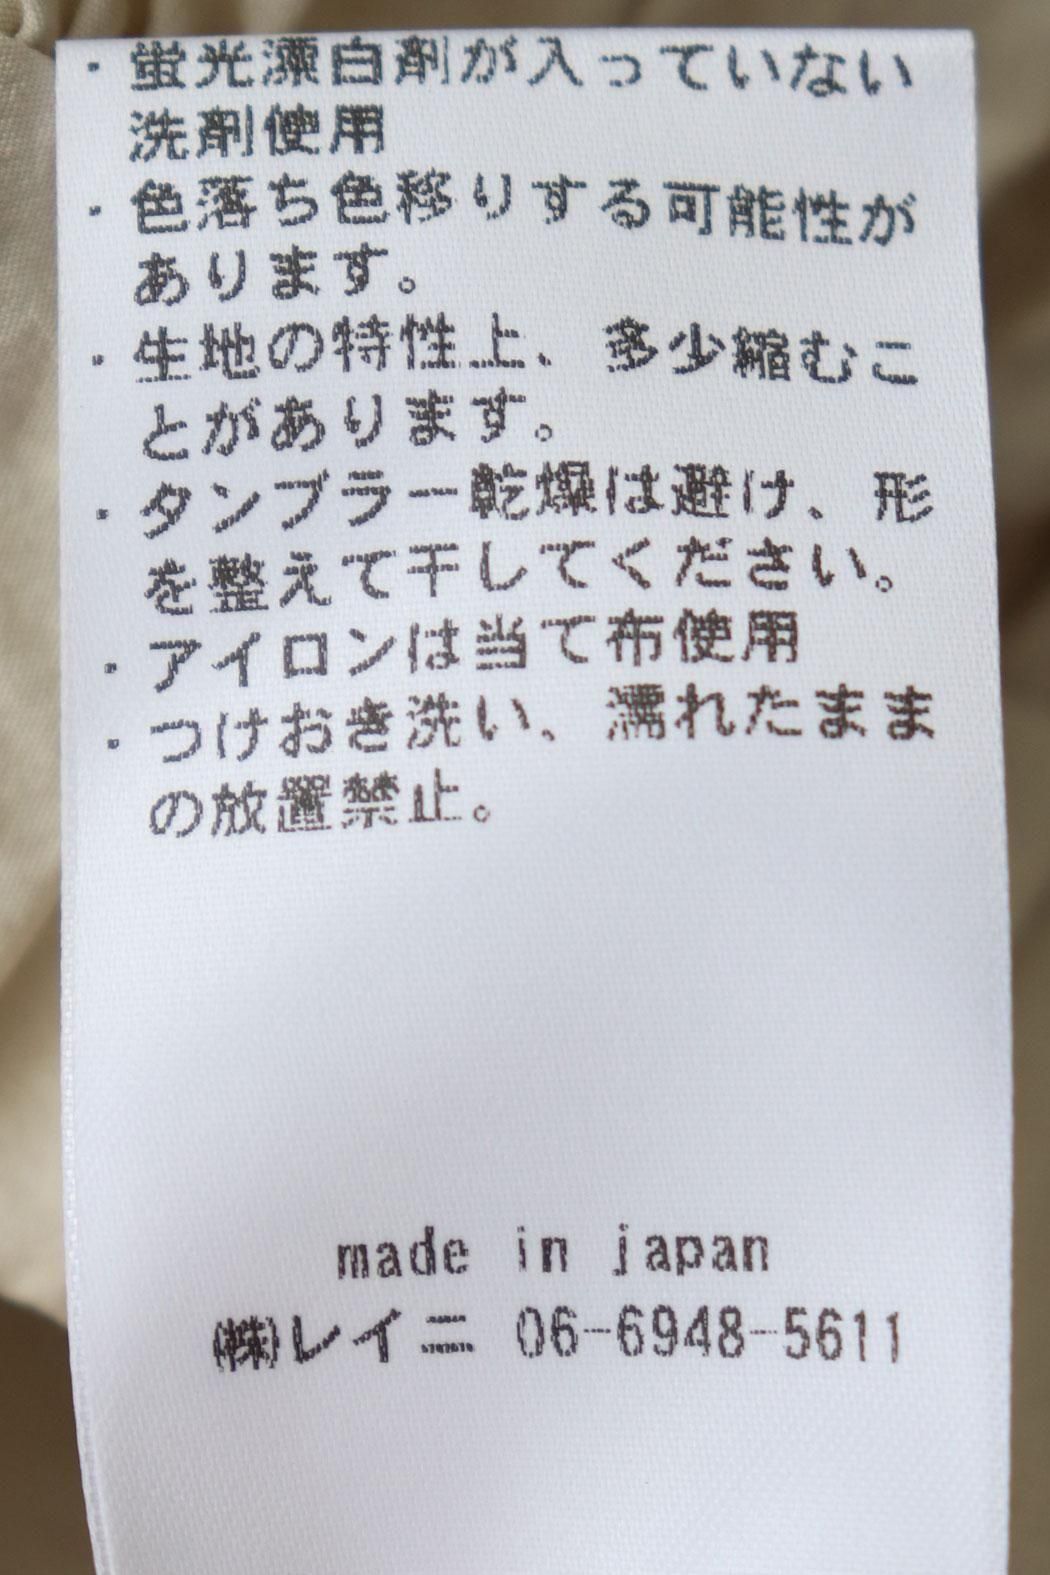 ・蛍光漂白剤が入っていない
洗剤使用
・色落ち色移りする可能性が
あります。
・生地の特性上、多少縮むこ
とがあります。
・タンブラー乾燥は避け、形
を整えて干してください。
・アイロンは当て布使用
・つけおき洗い、濡れたまま
の放置禁止。
made in japan
㈱レイニ 06-6948-5611